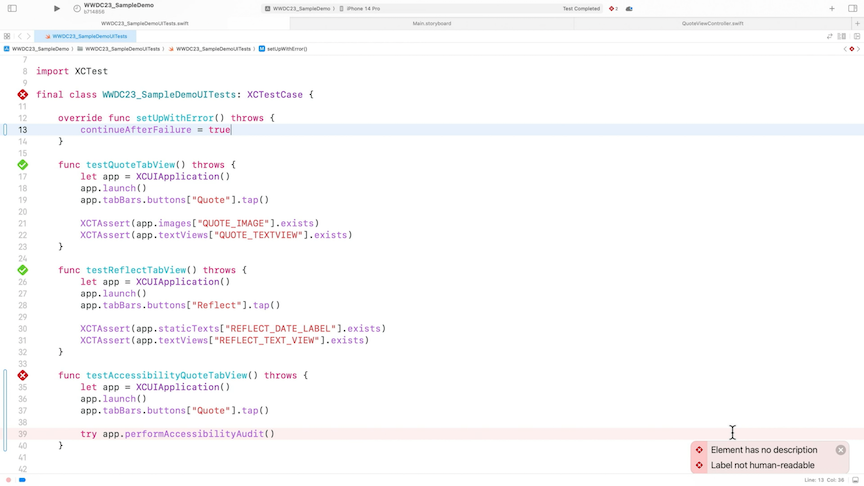 WWDC23_SampleDemo
b714806
WWDC23_SampleDemo
iPhone 14 Pro
Test Completed
2
WWDC23_SampleDemoUITests.swift
Main.storyboard
QuoteViewController.swift
WWDC23_SampleDemoUITests
WWDC23_SampleDemo
WWDC23_SampleDemoUITests
WWDC23_SampleDemoUITests
M setUpWithError()
7
8 import XCTest
9
final class WWDC23_SampleDemoUITests: XCTestCase {
11
12 override func setUpWithError() throws {
13 continueAfterFailure = true
14 }
15
func testQuoteTabView() throws {
17 let app = XCUIApplication()
18 app.launch()
19 app.tabBars.buttons["Quote"].tap()
20
21 XCTAssert(app.images["QUOTE_IMAGE"].exists)
22 XCTAssert(app.textViews["QUOTE_TEXTVIEW"].exists)
23 }
24
func testReflectTabView() throws {
26 let app = XCUIApplication()
27 app.launch()
28 app.tabBars.buttons["Reflect"].tap()
29
30 XCTAssert(app.staticTexts["REFLECT_DATE_LABEL"].exists)
31 XCTAssert(app.textViews["REFLECT_TEXT_VIEW"].exists)
32 }
33
func testAccessibilityQuoteTabView() throws {
35 let app = XCUIApplication()
36 app.launch()
37 app.tabBars.buttons["Quote"].tap()
38
39 try app.performAccessibilityAudit()
40 }
41
42
Element has no description
Label not human-readable
Line: 13 Col: 36